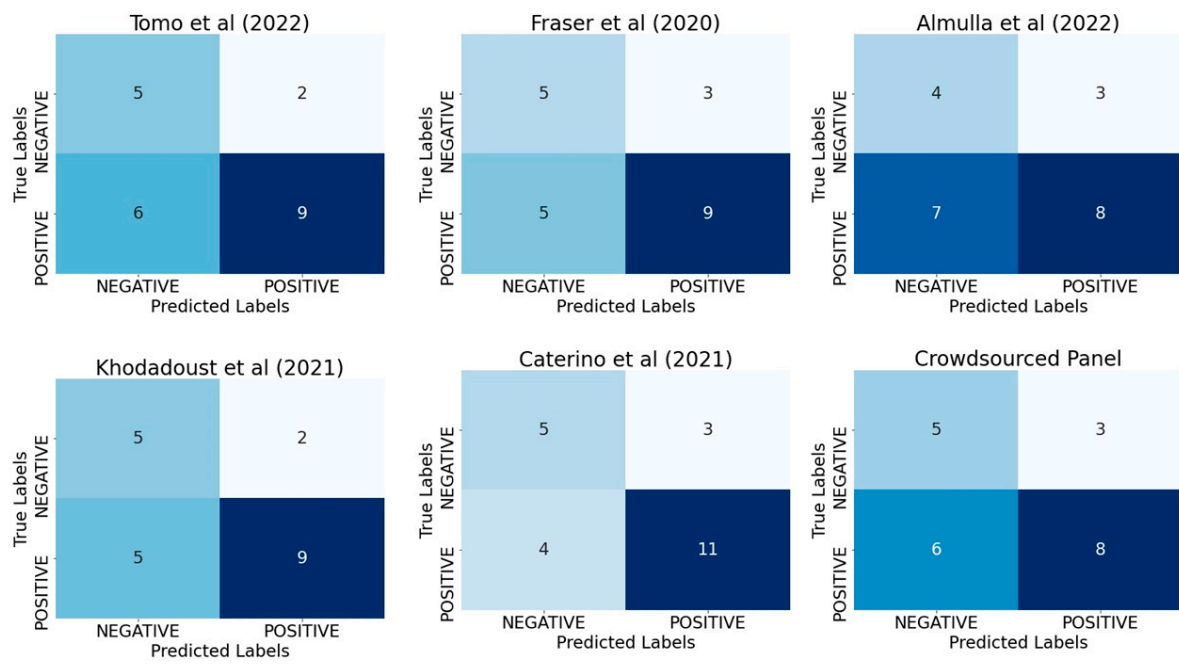 Tomo et al (2022)
Fraser et al (2020)
Almulla et al (2022)
True Labels
NEGATIVE
POSITIVE
5
2
6
9
NEGATIVE
POSITIVE
Predicted Labels
True Labels
NEGATIVE
POSITIVE
5
3
5
9
NEGATIVE
POSITIVE
Predicted Labels
True Labels
NEGATIVE
POSITIVE
4
3
7
8
NEGATIVE
POSITIVE
Predicted Labels
Khodadoust et al (2021)
Caterino et al (2021)
Crowdsourced Panel
True Labels
NEGATIVE
POSITIVE
5
2
5
9
NEGATIVE
POSITIVE
Predicted Labels
True Labels
NEGATIVE
POSITIVE
5
3
4
11
NEGATIVE
POSITIVE
Predicted Labels
True Labels
NEGATIVE
POSITIVE
5
3
6
8
NEGATIVE
POSITIVE
Predicted Labels